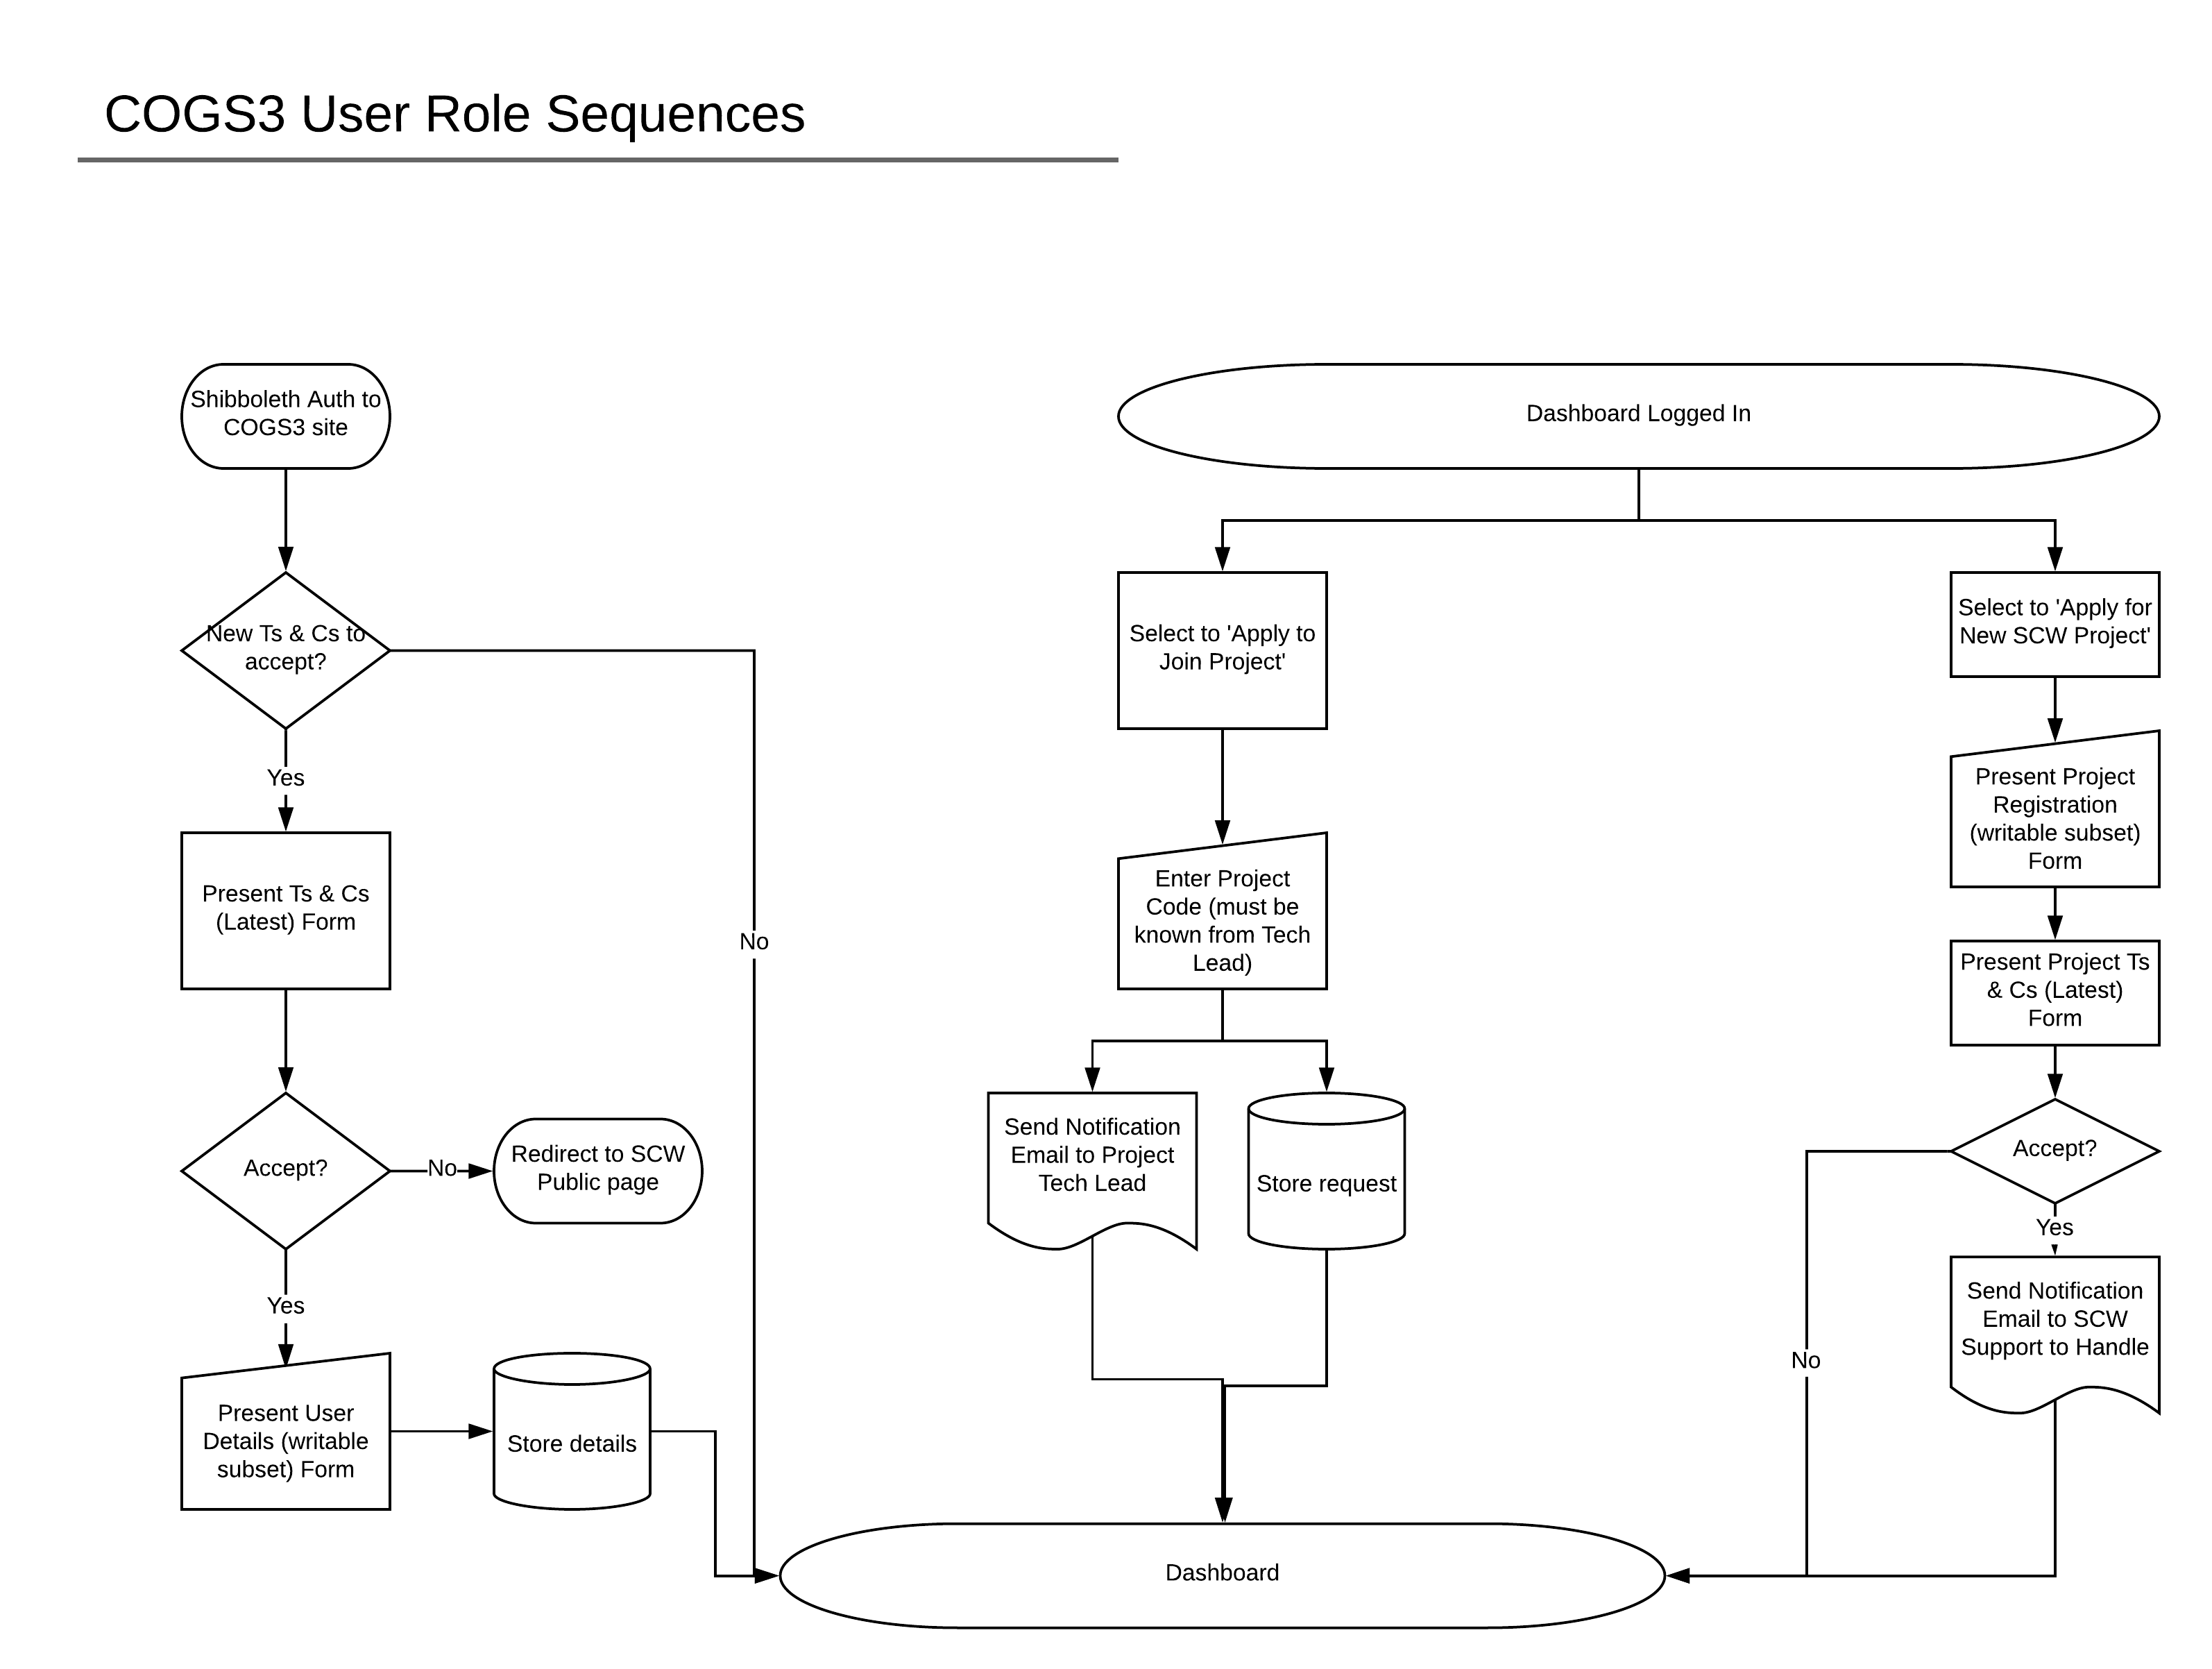 COGS3 User Role Sequences
Shibboleth Auth to
COGS3 site
New Ts & Cs to
accept?
Yes
No
Present Ts & Cs
(Latest) Form
Accept?
No
Redirect to SCW
Public page
Yes
Present User
Details (writable
subset) Form
Store details
Dashboard Logged In
Select to 'Apply to
Join Project'
Enter Project
Code (must be
known from Tech
Lead)
Send Notification
Email to Project
Tech Lead
Store request
Select to 'Apply for
New SCW Project'
Present Project
Registration
(writable subset)
Form
Present Project Ts
& Cs (Latest)
Form
Accept?
Yes
No
Send Notification
Email to SCW
Support to Handle
Dashboard